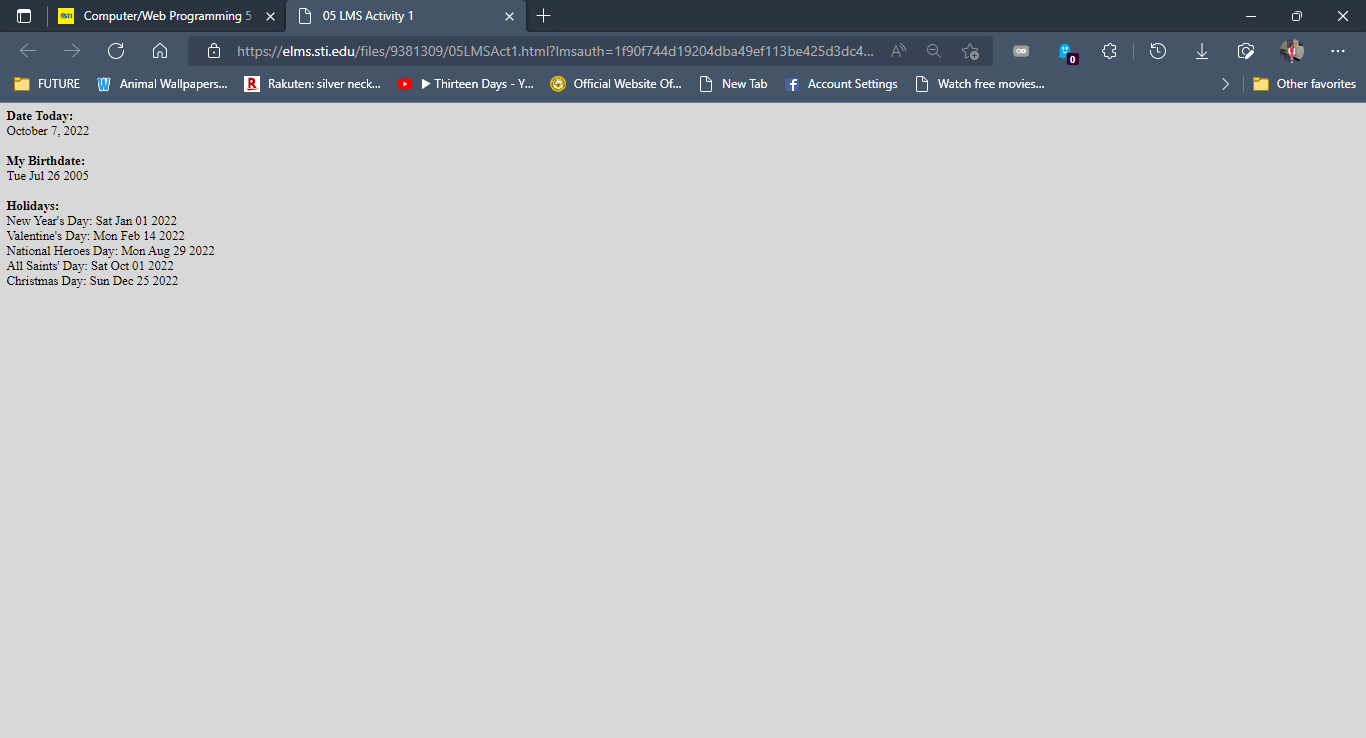 STI
Computer/Web Programming 5
05 LMS Activity 1
https://elms.sti.edu/files/9381309/05LMSAct1.html?lmsauth=1f90f744d19204dba49ef113be425d3dc4...
0
FUTURE
Animal Wallpapers...
Rakuten: silver neck...
Thirteen Days - Y...
Official Website Of...
New Tab
Account Settings
Watch free movies...
Other favorites
Date Today:
October 7, 2022
My Birthdate:
Tue Jul 26 2005
Holidays:
New Year's Day: Sat Jan 01 2022
Valentine's Day: Mon Feb 14 2022
National Heroes Day: Mon Aug 29 2022
All Saints' Day: Sat Oct 01 2022
Christmas Day: Sun Dec 25 2022